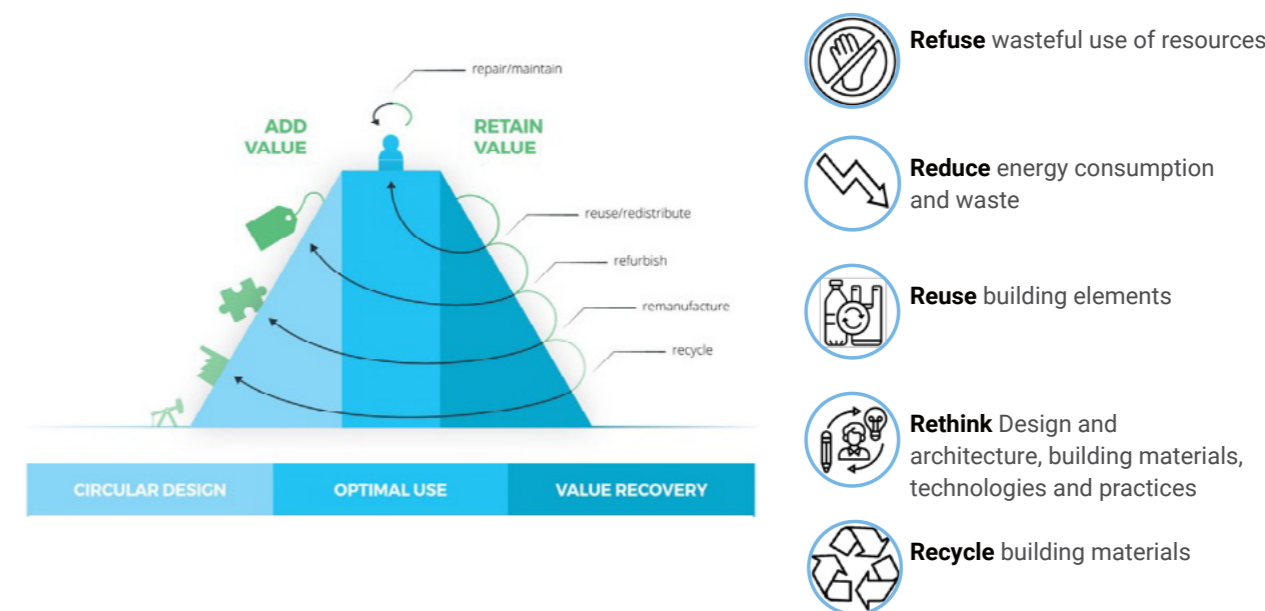 repair/maintain
ADD
VALUE
RETAIN
VALUE
reuse/redistribute
refurbish
remanufacture
recycle
CIRCULAR DESIGN
OPTIMAL USE
VALUE RECOVERY
Refuse wasteful use of resources
Reduce energy consumption
and waste
Reuse building elements
Rethink Design and
architecture, building materials,
technologies and practices
Recycle building materials